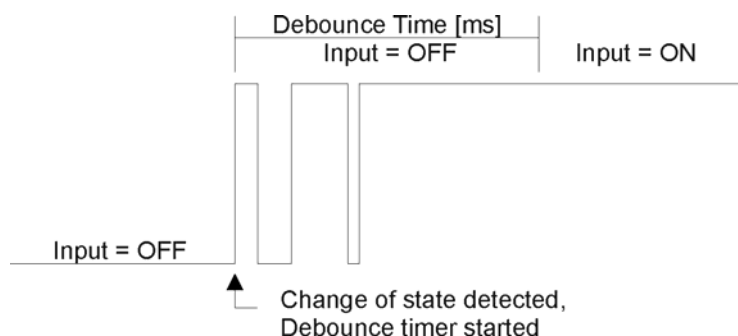 Debounce Time [ms]
Input = OFF
Input = ON
Input = OFF
Change of state detected,
Debounce timer started